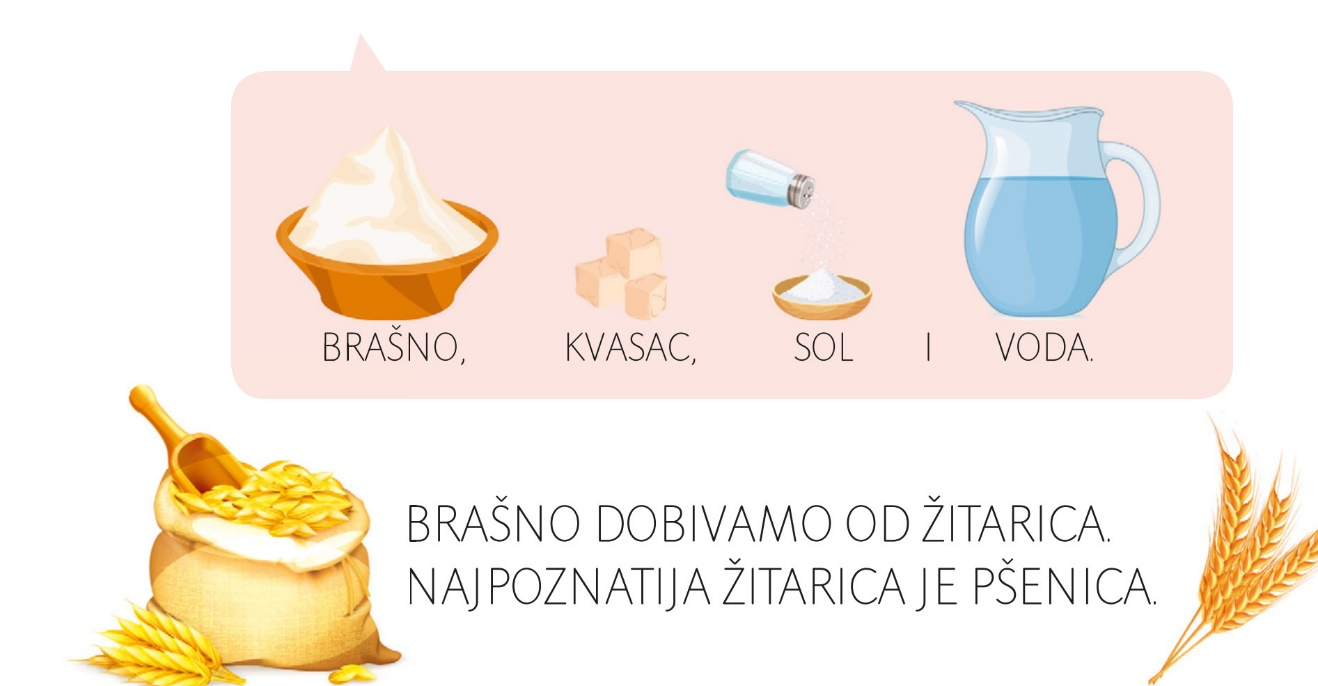 BRAŠNO, KVASAC, SOL I VODA.
BRAŠNO DOBIVAMO OD ŽITARICA.
NAJPOZNATIJA ŽITARICA JE PŠENICA.